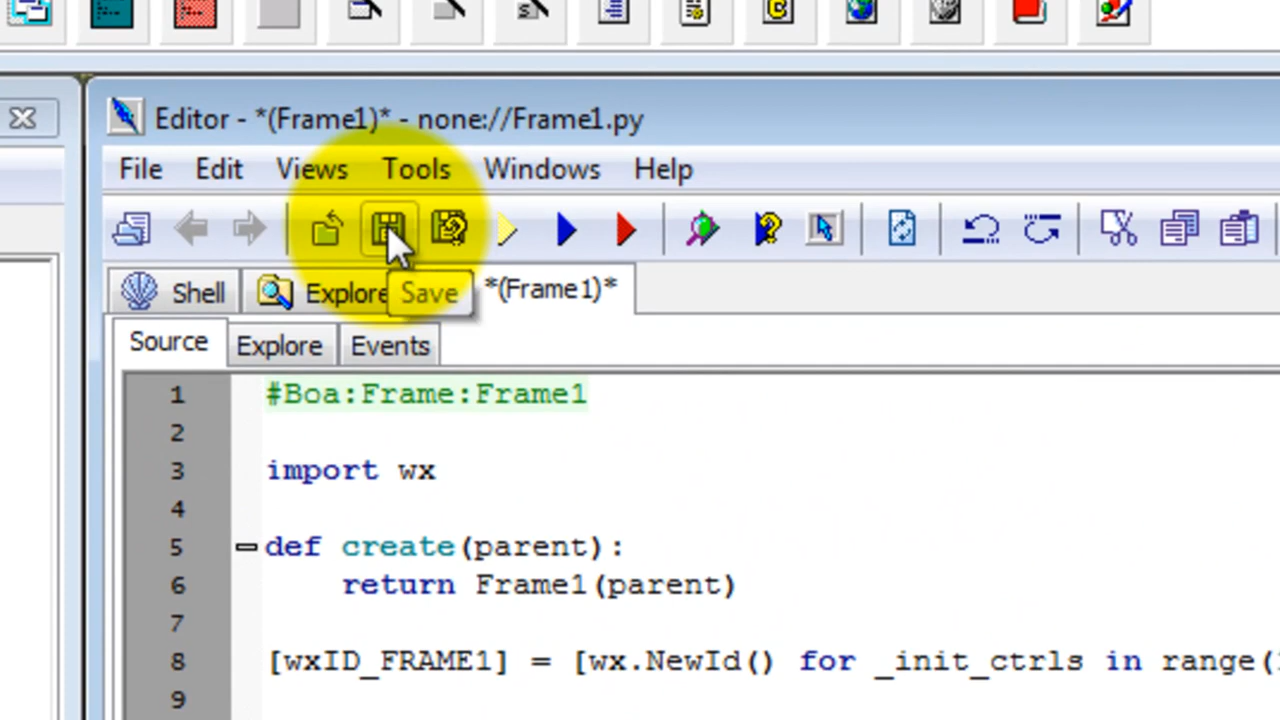 Editor - *(Frame1)* - none://Frame1.py
File Edit Views Tools Windows Help
Shell Explore Save *(Frame1)*
Source Explore Events
1 #Boa:Frame:Frame1
2
3 import wx
4
5 def create(parent):
6 return Frame1(parent)
7
8 [wxID_FRAME1] = [wx.NewId() for _init_ctrls in range(
9